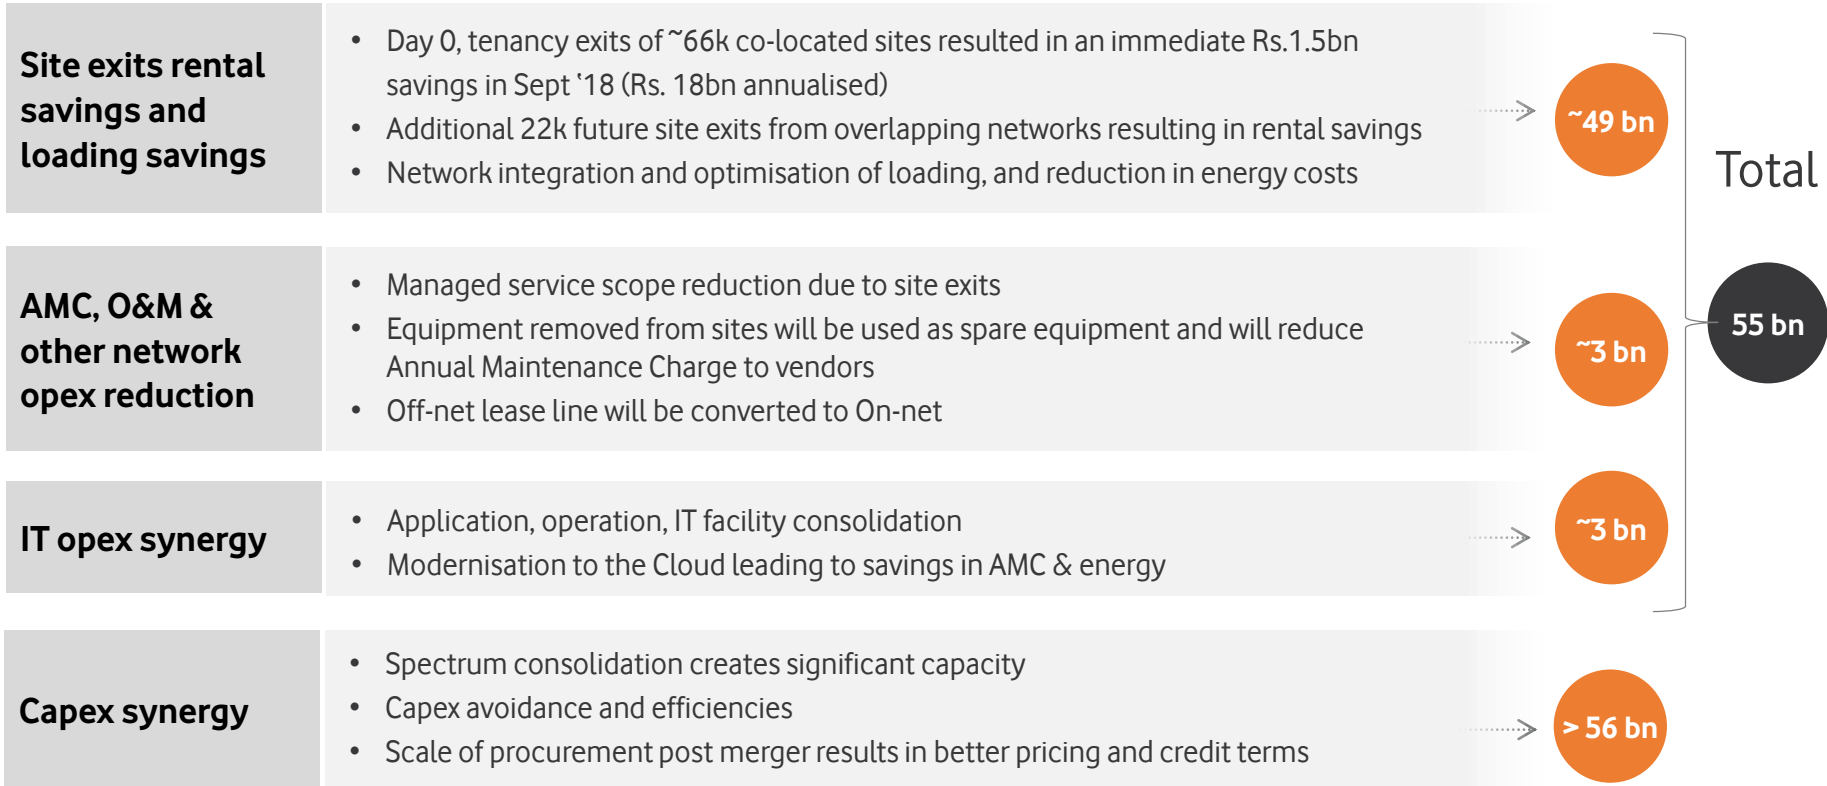 Site exits rental
savings and
loading savings
• Day 0, tenancy exits of ~66k co-located sites resulted in an immediate Rs.1.5bn
savings in Sept ‘18 (Rs. 18bn annualised)
• Additional 22k future site exits from overlapping networks resulting in rental savings
• Network integration and optimisation of loading, and reduction in energy costs
~49 bn
Total
AMC, O&M &
other network
opex reduction
• Managed service scope reduction due to site exits
• Equipment removed from sites will be used as spare equipment and will reduce
Annual Maintenance Charge to vendors
• Off-net lease line will be converted to On-net
~3 bn
55 bn
IT opex synergy
• Application, operation, IT facility consolidation
• Modernisation to the Cloud leading to savings in AMC & energy
~3 bn
Capex synergy
• Spectrum consolidation creates significant capacity
• Capex avoidance and efficiencies
• Scale of procurement post merger results in better pricing and credit terms
> 56 bn